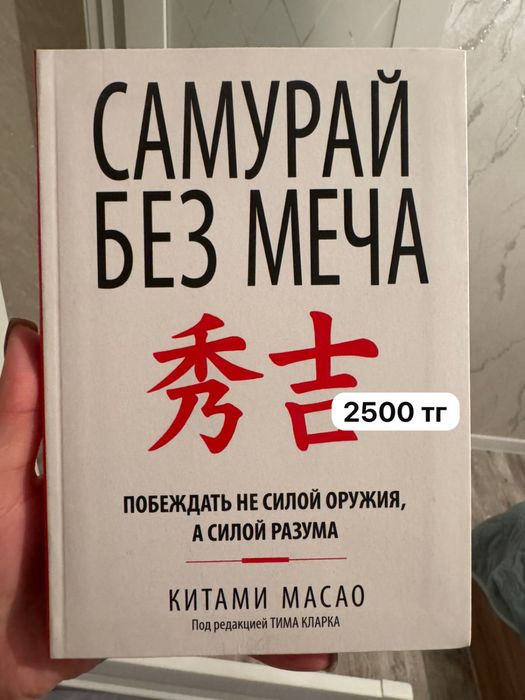 САМУРАЙ
БЕЗ МЕЧА
秀吉
2500 тг
ПОБЕЖДАТЬ НЕ СИЛОЙ ОРУЖИЯ,
А СИЛОЙ РАЗУМА
КИТАМИ МАСАО
Под редакцией ТИМА КЛАРКА